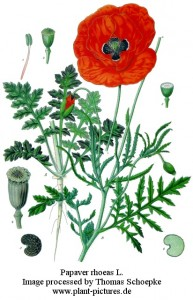 Papaver rhoeas L.
Image processed by Thomas Schoepke
www.plant-pictures.de